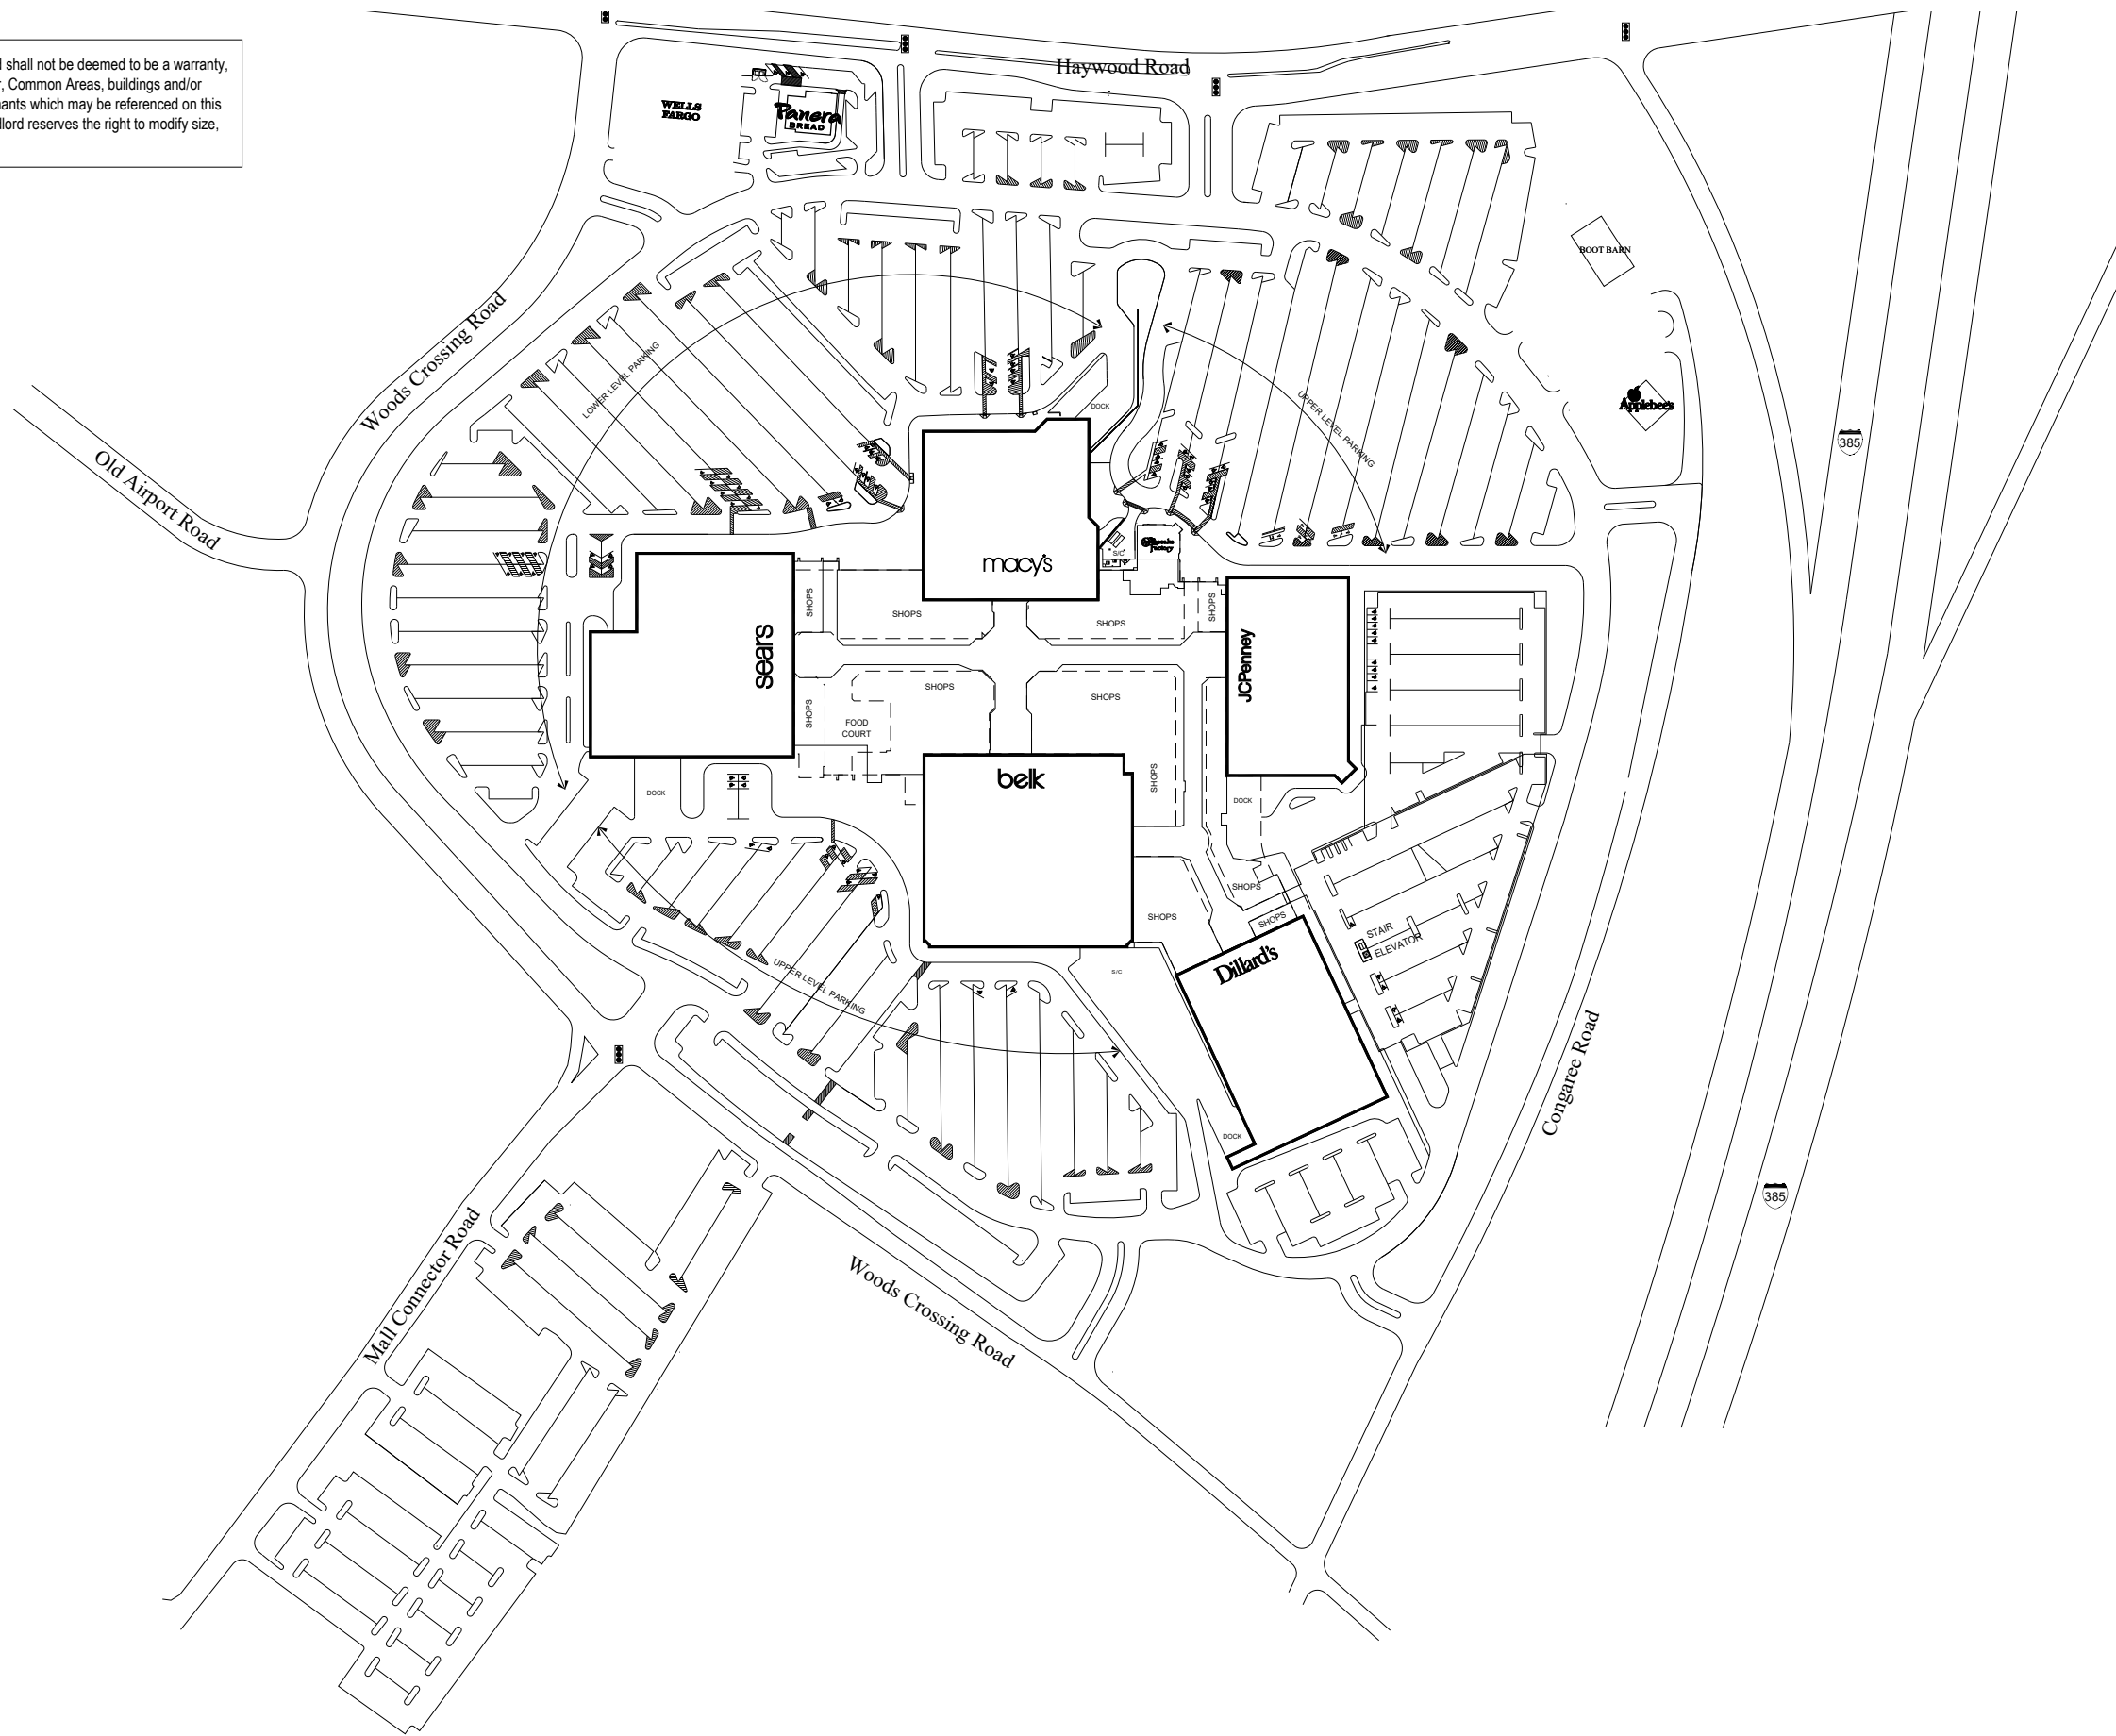 l shall not be deemed to be a warranty,
, Common Areas, buildings and/or
nants which may be referenced on this
dlord reserves the right to modify size,
Haywood Road
WELLS
FARGO
Panera
BREAD
BOOT BARN
Woods Crossing Road
LOWER LEVEL PARKING
UPPER LEVEL PARKING
DOCK
Applebee's
385
Old Airport Road
macy's
S/C
Factory
SHOPS
SHOPS
SHOPS
SHOPS
sears
JCPenney
SHOPS
SHOPS
SHOPS
FOOD
COURT
belk
SHOPS
DOCK
DOCK
SHOPS
SHOPS
SHOPS
STAIR
ELEVATOR
Dillard's
S/C
UPPER LEVEL PARKING
Congaree Road
DOCK
385
Mall Connector Road
Woods Crossing Road